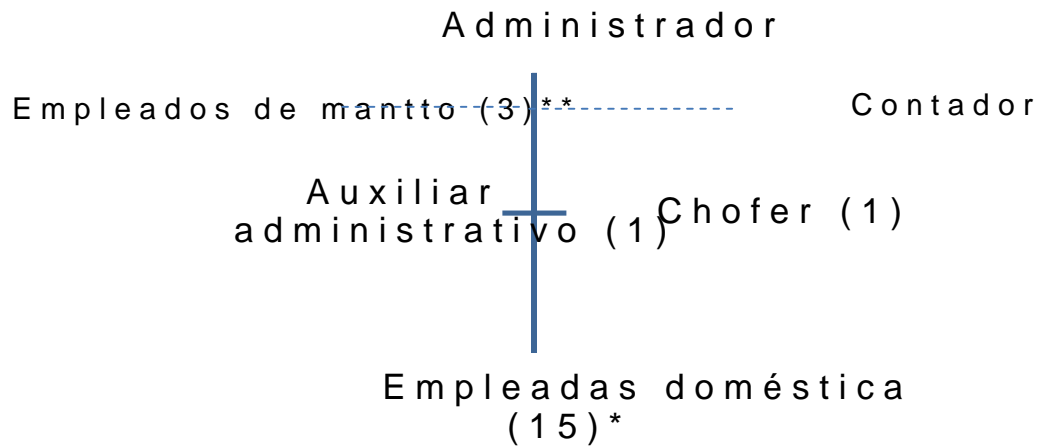 Administrador
Empleados de mantto (3)**
Contador
Auxiliar
administrativo (1)
Chofer (1)
Empleadas doméstica
(15)*